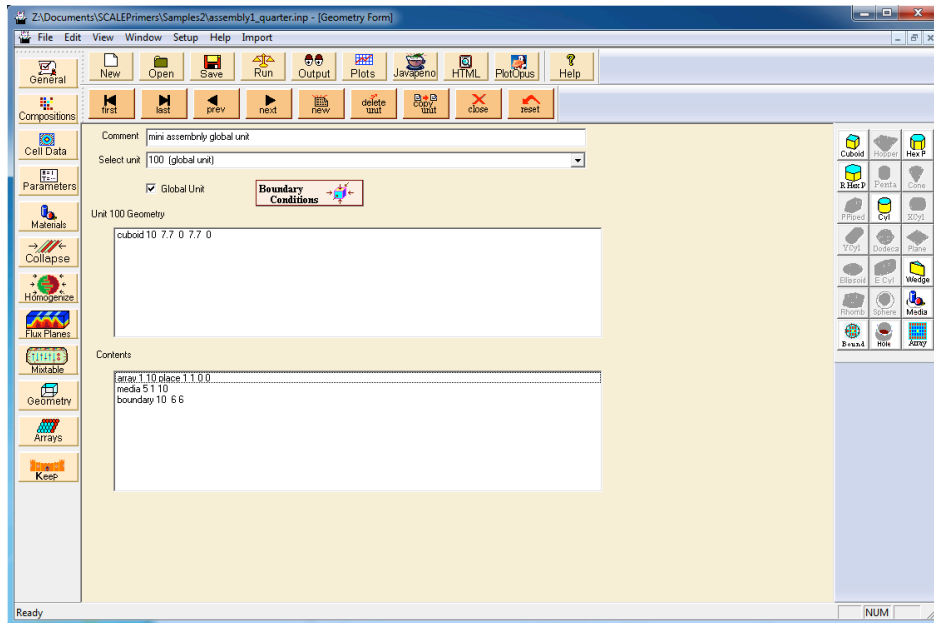 Z:\Documents\SCALEPrimers\Samples2\assembly1_quarter.inp - [Geometry Form]
File Edit View Window Setup Help Import
General
New Open Save Run Output Plots Javapeno HTML PlotOpus Help
Compositions
first last prev next new delete unit copy unit close reset
Comment mini assembnly global unit
Cell Data
Select unit 100 (global unit)
Cuboid Hopper Hex P
Parameters
Global Unit
Boundary Conditions
R Hex P Penta Cone
Materials
Unit 100 Geometry
PPiped Cyl XCyl
cuboid 10 7.7 0 7.7 0
Collapse
YCyl Dodeca Plane
Homogenize
Ellipsoid E Cyl Wedge
Flux Planes
Rhomb Sphere Media
Mixtable
Contents
Bound Hole Array
array 1 10 place 1 1 0 0
media 5 1 10
boundary 10 6 6
Geometry
Arrays
Keep
Ready
NUM